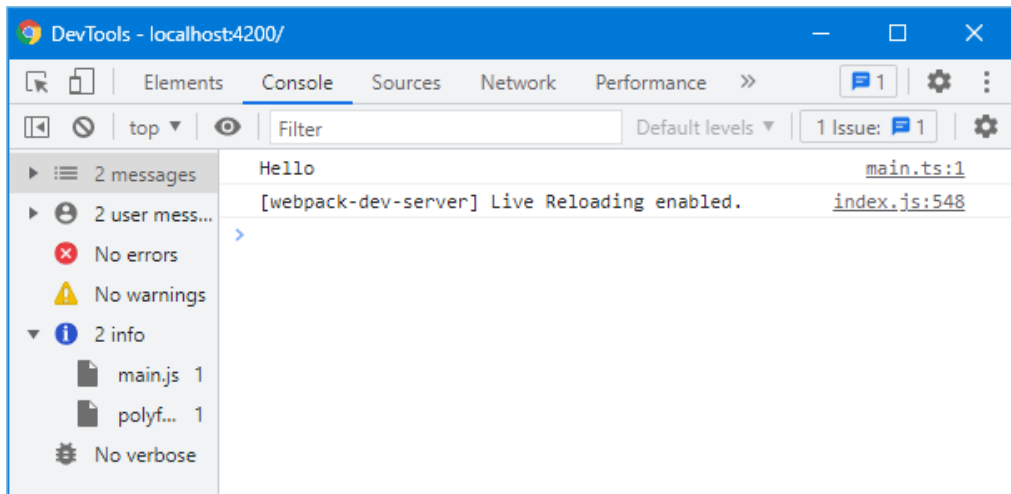 DevTools - localhost:4200/
Elements Console Sources Network Performance 1
top Filter Default levels 1 Issue: 1
2 messages
2 user mess...
No errors
No warnings
2 info
main.js 1
polyf... 1
No verbose
Hello main.ts:1
[webpack-dev-server] Live Reloading enabled. index.js:548